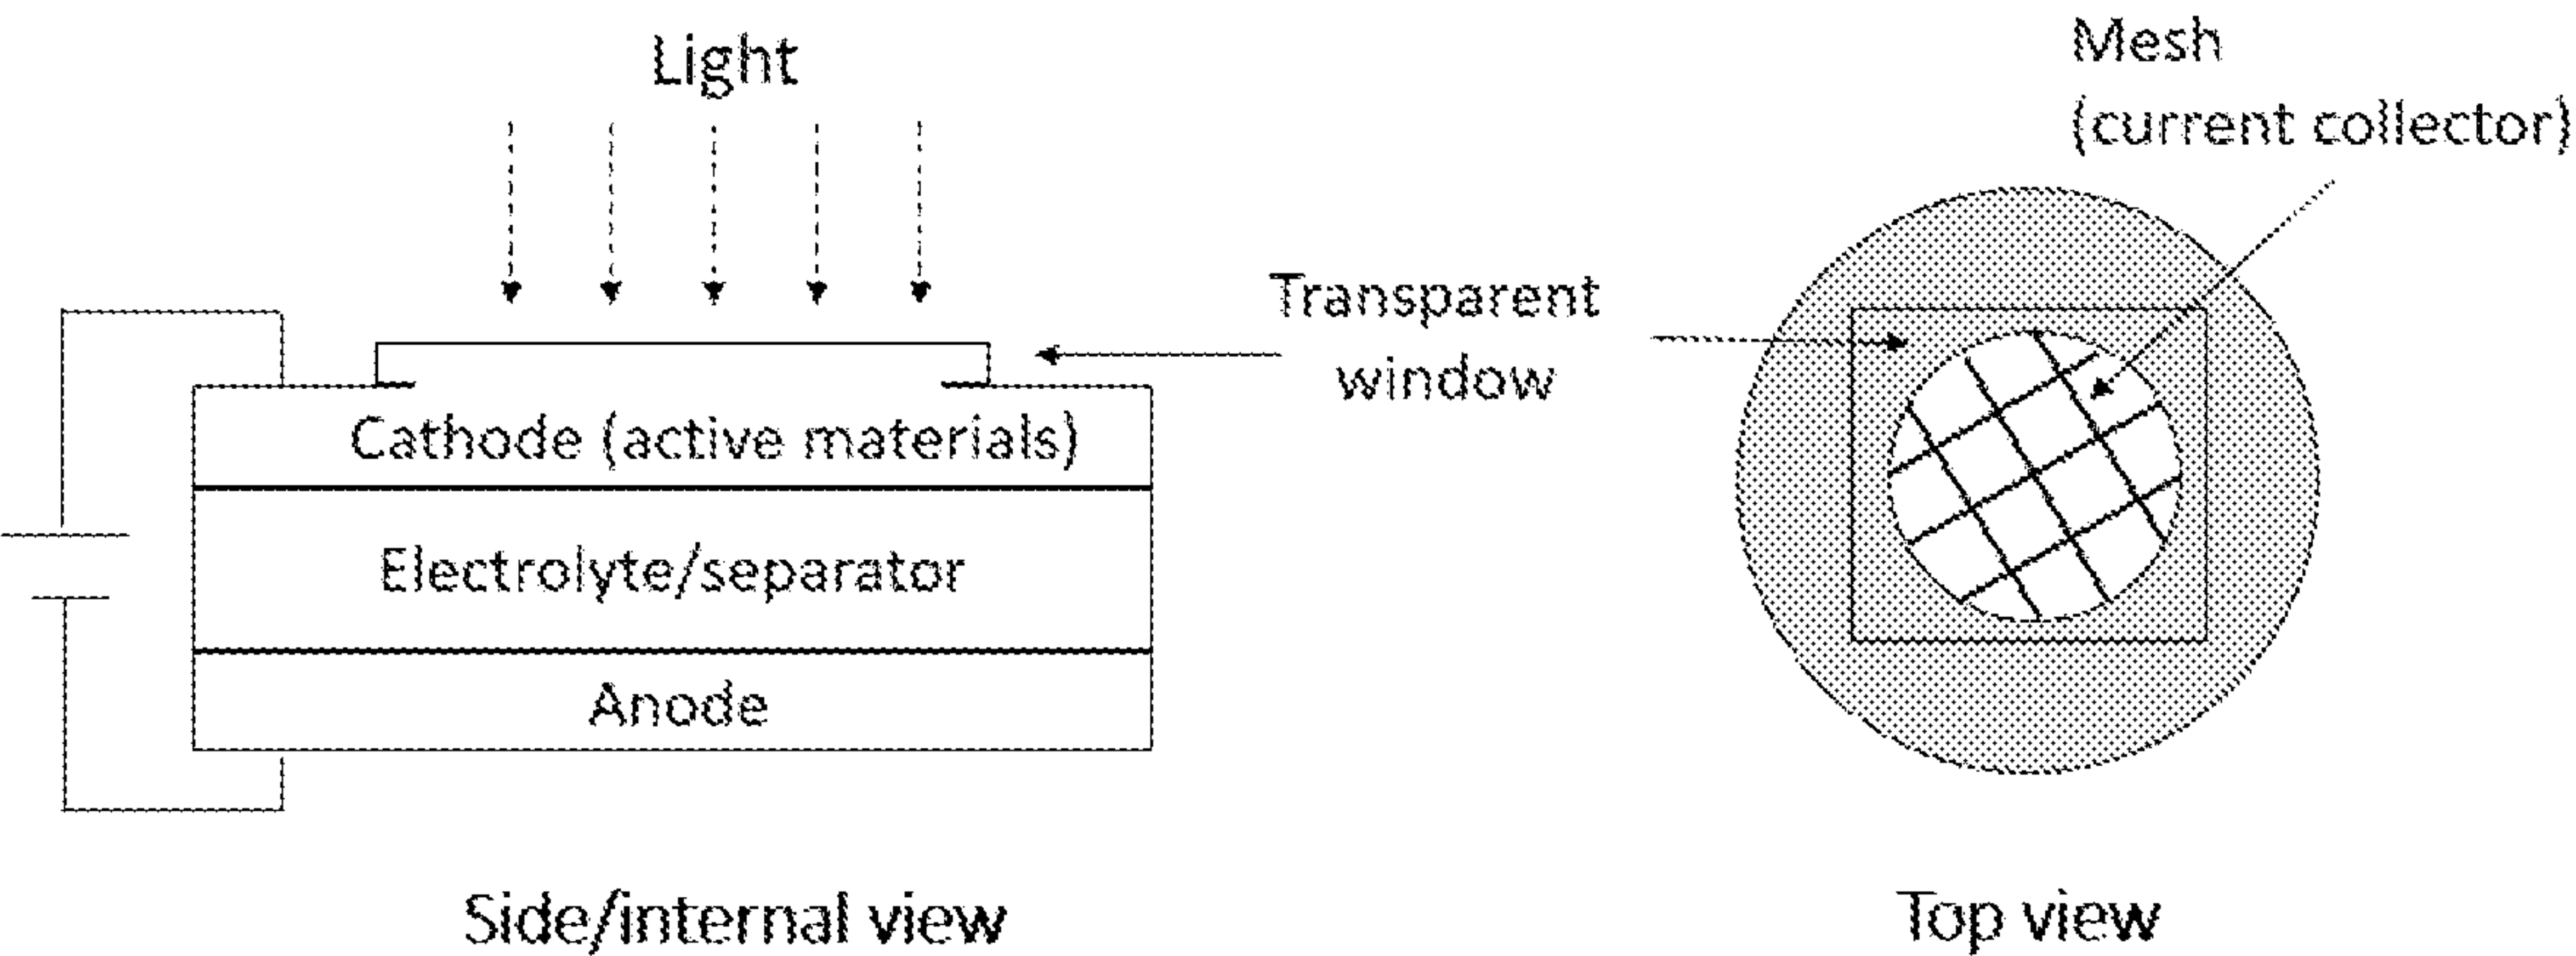 Light
Mesh
(current collector)
Transparent
window
Cathode (active materials)
Electrolyte/separator
Anode
Side/internal view
Top view